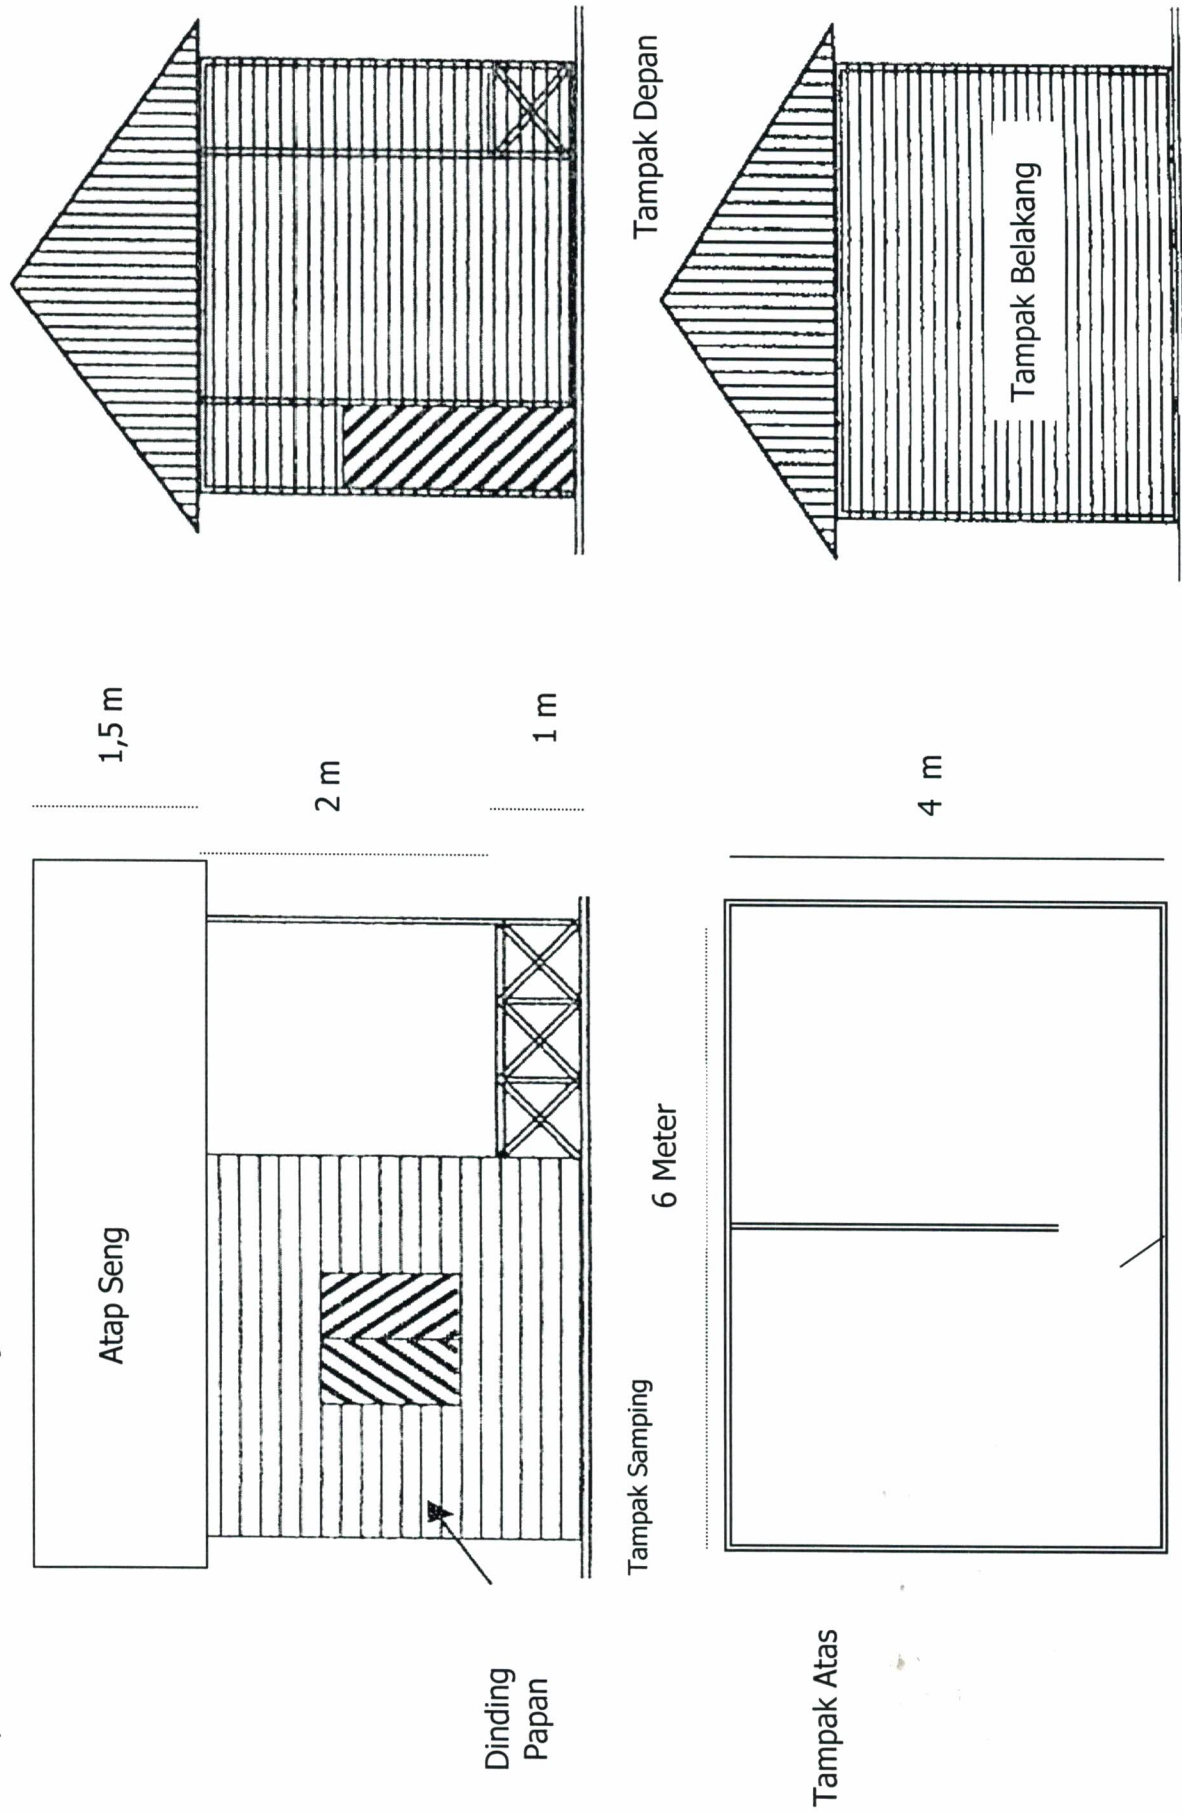 Atap Seng
1,5 m
2 m
1 m
Dinding
Papan
Tampak Samping
Tampak Depan
6 Meter
4 m
Tampak Atas
Tampak Belakang